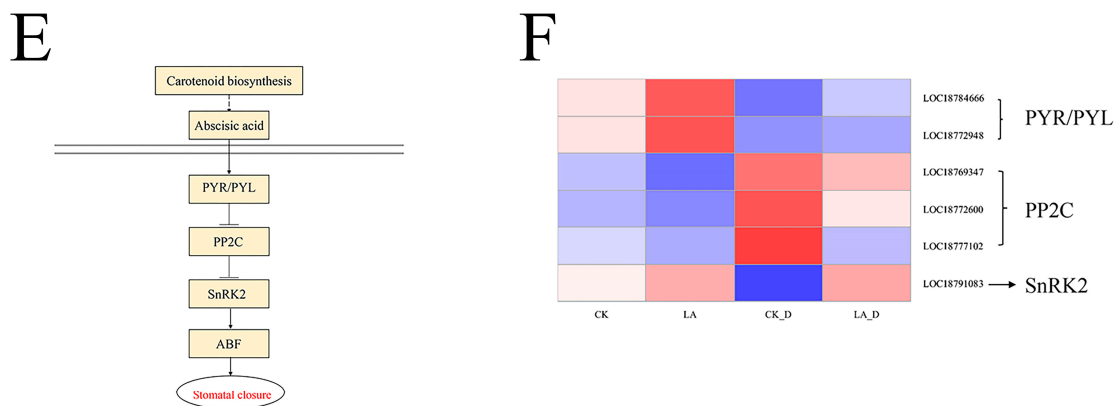 E
Carotenoid biosynthesis
Abscisic acid
PYR/PYL
PP2C
SnRK2
ABF
Stomatal closure
F
LOC18784666
LOC18772948
PYR/PYL
LOC18769347
LOC18772600
LOC18777102
PP2C
LOC18791083
SnRK2
CK LA CK_D LA_D